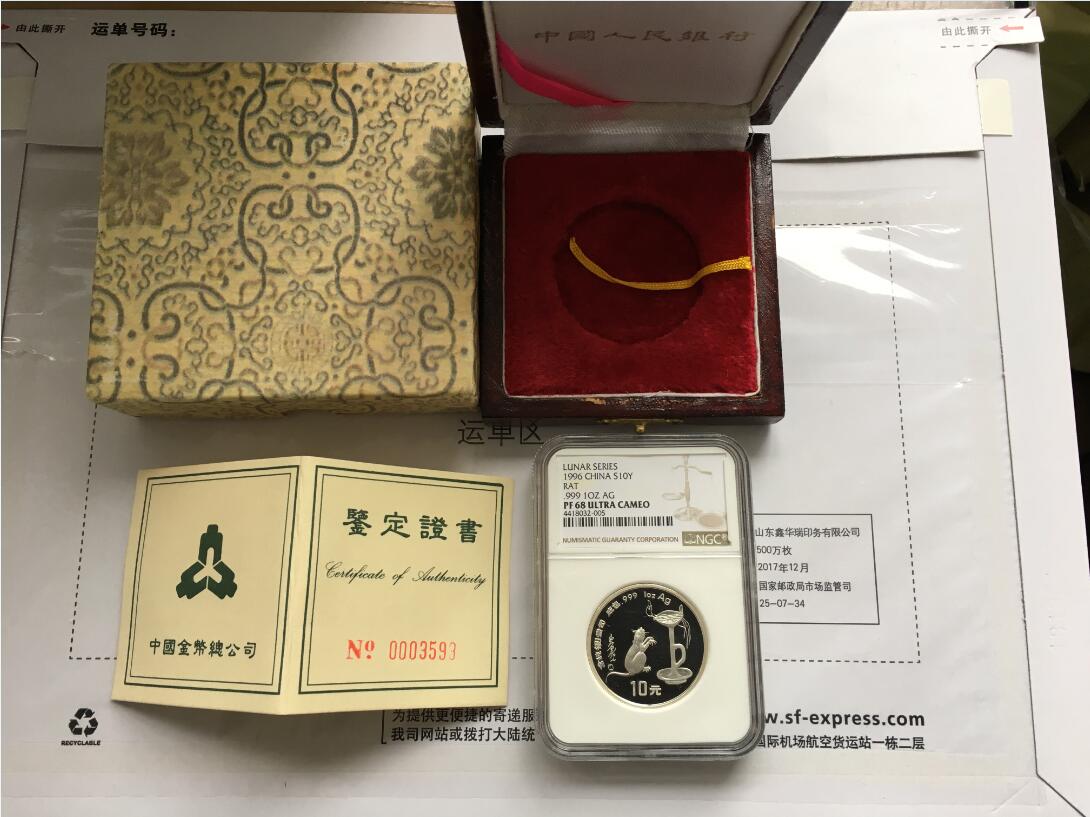 由此撕开
运单号码：
中國人民銀行
由此撕开
运单区
LUNAR SERIES
1996 CHINA S10Y
RAT
.999 1OZ AG
PF 68 ULTRA CAMEO
4418032-005
NUMISMATIC GUARANTY CORPORATION
NGC
鑒定證書
Certificate of Authenticity
Nº 0003593
中國金幣總公司
.999 1oz Ag
10元
山东鑫华瑞印务有限公司
500万枚
2017年12月
国家邮政局市场监管司
25-07-34
RECYCLABLE
为提供更便捷的寄递服
我司网站或拨打大陆统
w.sf-express.com
国际机场航空货运站一栋二层